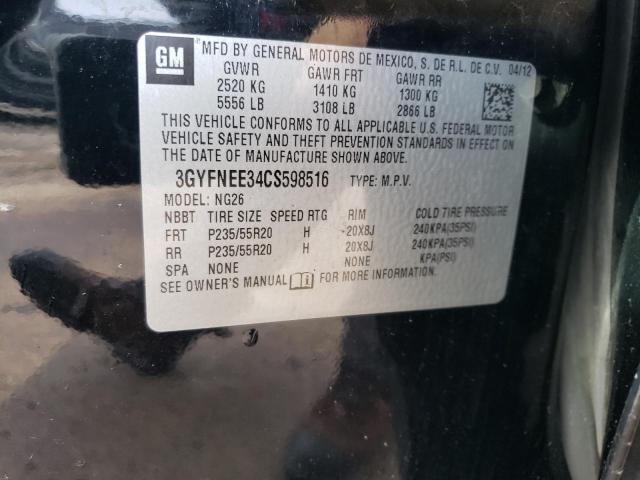 GM
MFD BY GENERAL MOTORS DE MEXICO, S. DE R.L. DE C.V. 04/12
GVWR GAWR FRT GAWR RR
2520 KG 1410 KG 1300 KG
5556 LB 3108 LB 2866 LB
THIS VEHICLE CONFORMS TO ALL APPLICABLE U.S. FEDERAL MOTOR
VEHICLE SAFETY AND THEFT PREVENTION STANDARDS IN EFFECT ON
THE DATE OF MANUFACTURE SHOWN ABOVE.
3GYFNEE34CS598516 TYPE: M.P.V.
MODEL: NG26
NBBT TIRE SIZE SPEED RTG RIM COLD TIRE PRESSURE
FRT P235/55R20 H 20X8J 240KPA(35PSI)
RR P235/55R20 H 20X8J 240KPA(35PSI)
SPA NONE NONE KPA(PSI)
SEE OWNER'S MANUAL FOR MORE INFORMATION.